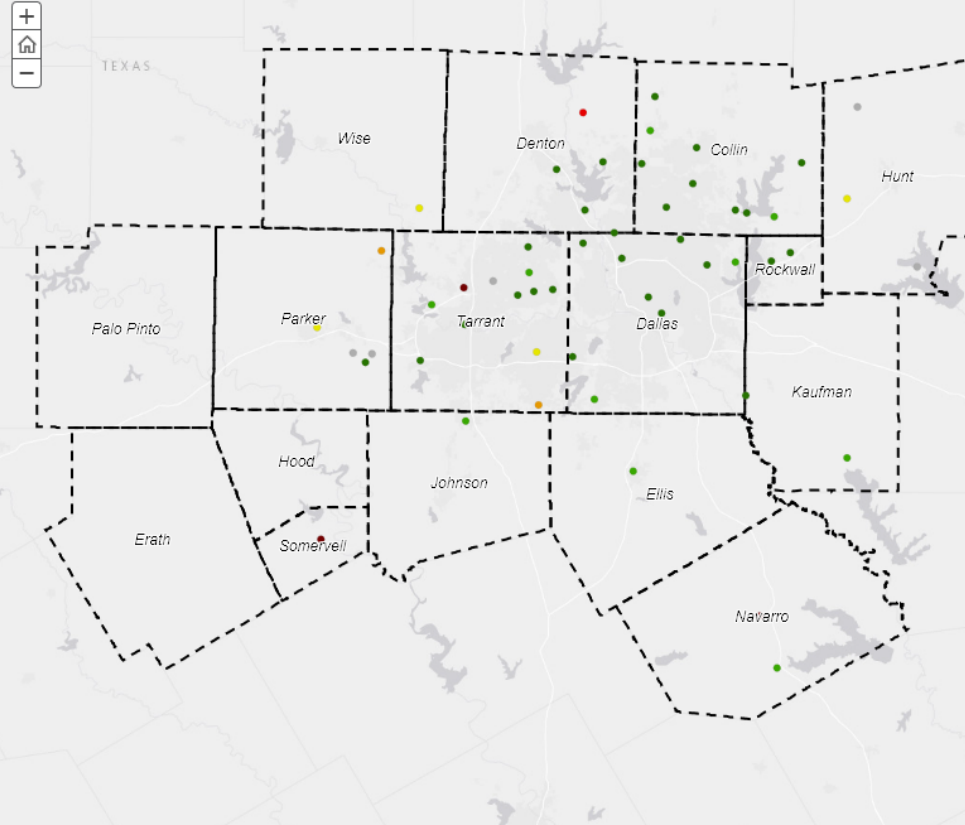 +
−
TEXAS
Wise
Denton
Collin
Hunt
Rockwall
Palo Pinto
Parker
Tarrant
Dallas
Kaufman
Hood
Johnson
Ellis
Erath
Somervell
Navarro